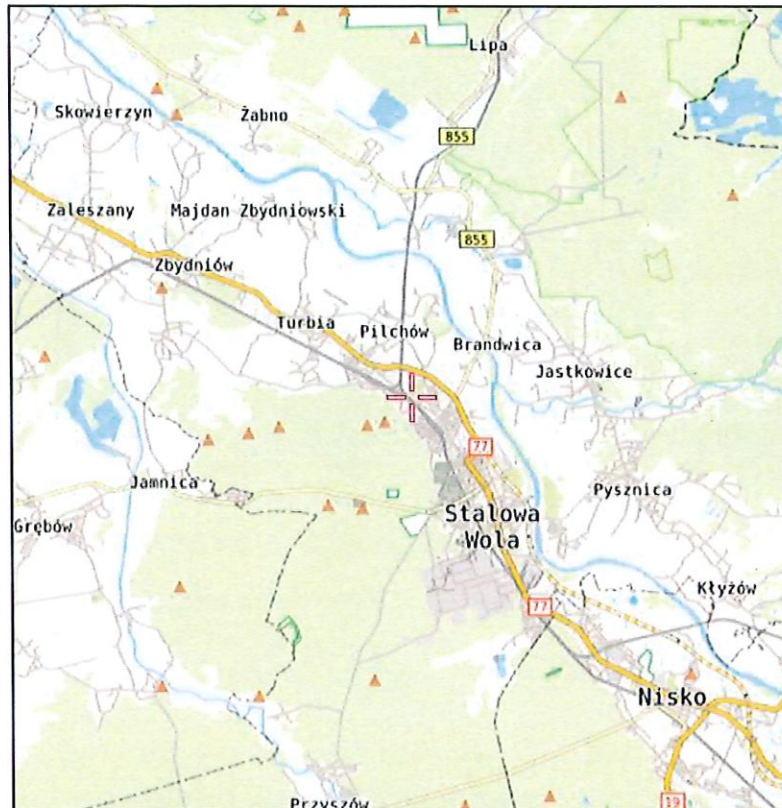 Lipa
855
Skowierzyn
Żabno
Zaleszany
Majdan Zbydniowski
855
Zbydniów
Turbia
Pilchów
Brandwica
Jastkowice
77
Jamnica
Pysznica
Grębów
Stalowa
Wola
Kłyżów
77
Nisko
19
Przyszów